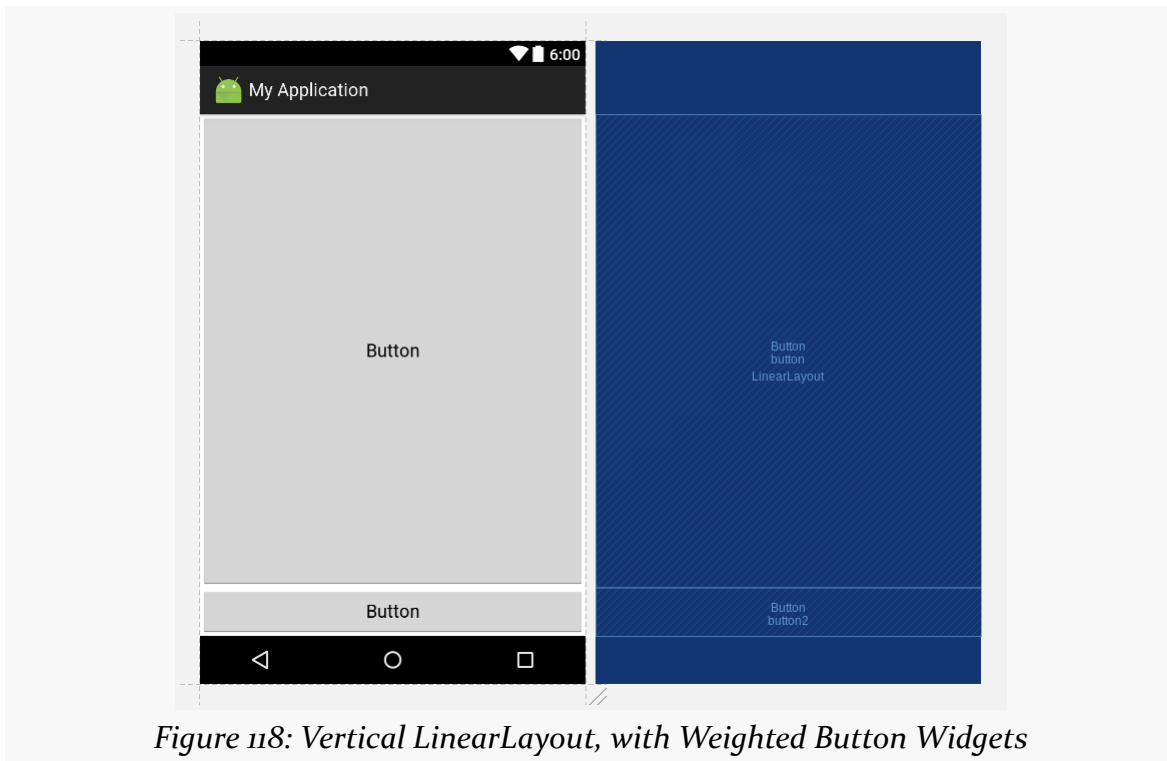 6:00
My Application
Button
Button
Button
button
LinearLayout
Button
button2
Figure 118: Vertical LinearLayout, with Weighted Button Widgets